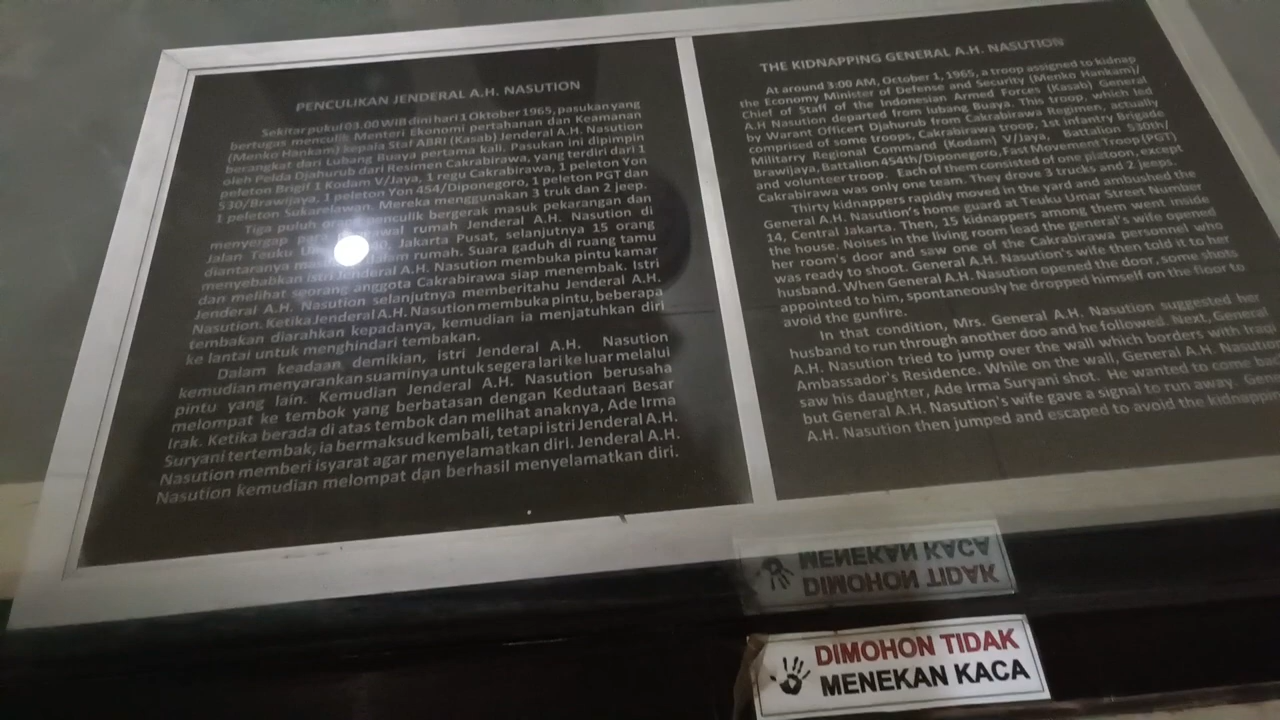 PENCULIKAN JENDERAL A.H. NASUTION
Sekitar pukul 03.00 WIB dini hari 1 Oktober 1965, pasukan yang
bertugas menculik Menteri Ekonomi pertahanan dan Keamanan
(Menko Hankam) kepala Staf ABRI (Kasab) Jenderal A.H. Nasution
berangkat dari Lubang Buaya pertama kali. Pasukan ini dipimpin
oleh Pelda Djahurub dari Resimen Cakrabirawa, yang terdiri dari 1
peleton Brigif 1 Kodam V/Jaya, 1 regu Cakrabirawa, 1 peleton Yon
530/Brawijaya, 1 peleton Yon 454/Diponegoro, 1 peleton PGT dan
1 peleton Sukarelawan. Mereka menggunakan 3 truk dan 2 jeep.
Tiga puluh menculik bergerak masuk pekarangan dan
menyergap rumah Jenderal A.H. Nasution di
Jalan Teuku Jakarta Pusat, selanjutnya 15 orang
diantaranya rumah. Suara gaduh di ruang tamu
menyebabkan istri Jenderal A.H. Nasution membuka pintu kamar
dan melihat seorang anggota Cakrabirawa siap menembak. Istri
Jenderal A.H. Nasution selanjutnya memberitahu Jenderal A.H.
Nasution. Ketika Jenderal A.H. Nasution membuka pintu, beberapa
tembakan diarahkan kepadanya, kemudian ia menjatuhkan diri
ke lantai untuk menghindari tembakan.
Dalam keadaan demikian, istri Jenderal A.H. Nasution
kemudian menyarankan suaminya untuk segera lari ke luar melalui
pintu yang lain. Kemudian Jenderal A.H. Nasution berusaha
melompat ke tembok yang berbatasan dengan Kedutaan Besar
Irak. Ketika berada di atas tembok dan melihat anaknya, Ade Irma
Suryani tertembak, ia bermaksud kembali, tetapi istri Jenderal A.H.
Nasution memberi isyarat agar menyelamatkan diri. Jenderal A.H.
Nasution kemudian melompat dan berhasil menyelamatkan diri.
THE KIDNAPPING GENERAL A.H. NASUTION
At around 3:00 AM, October 1, 1965, a troop assigned to kidnap
the Economy Minister of Defense and Security (Menko Hankam)/
Chief of Staff of the Indonesian Armed Forces (Kasab) General
A.H Nasution departed from lubang Buaya. This troop, which led
by Warant Officert Djahurub from Cakrabirawa Regimen, actually
comprised of some troops, Cakrabirawa troop, 1st Infantry Brigade
Militarry Regional Command (Kodam) V/Jaya, Battalion 530th/
Brawijaya, Battalion 454th/Diponegoro, Fast Movement Troop (PGT)
and volunteer troop. Each of them consisted of one platoon, except
Cakrabirawa was only one team. They drove 3 trucks and 2 jeeps.
Thirty kidnappers rapidly moved in the yard and ambushed the
General A.H. Nasution's home guard at Teuku Umar Street Number
14, Central Jakarta. Then, 15 kidnappers among them went inside
the house. Noises in the living room lead the general's wife opened
her room's door and saw one of the Cakrabirawa personnel who
was ready to shoot. General A.H. Nasution's wife then told it to her
husband. When General A.H. Nasution opened the door, some shots
appointed to him, spontaneously he dropped himself on the floor to
avoid the gunfire.
In that condition, Mrs. General A.H. Nasution suggested her
husband to run through another doo and he followed. Next, General
A.H. Nasution tried to jump over the wall which borders with Iraqi
Ambassador's Residence. While on the wall, General A.H. Nasution
saw his daughter, Ade Irma Suryani shot. He wanted to come
but General A.H. Nasution's wife gave a signal to run away.
A.H. Nasution then jumped and escaped to avoid the
DIMOHON TIDAK
MENEKAN KACA